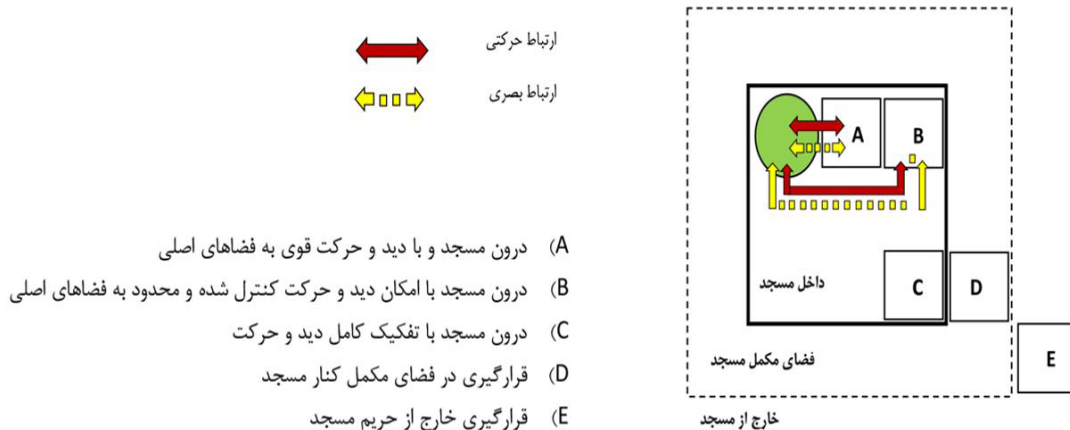 ارتباط حرکتی
ارتباط بصری
A) درون مسجد و با دید و حرکت قوی به فضاهای اصلی
B) درون مسجد با امکان دید و حرکت کنترل شده و محدود به فضاهای اصلی
C) درون مسجد با تفکیک کامل دید و حرکت
D) قرارگیری در فضای مکمل کنار مسجد
E) قرارگیری خارج از حریم مسجد
A
B
داخل مسجد
C
D
E
فضای مکمل مسجد
خارج از مسجد